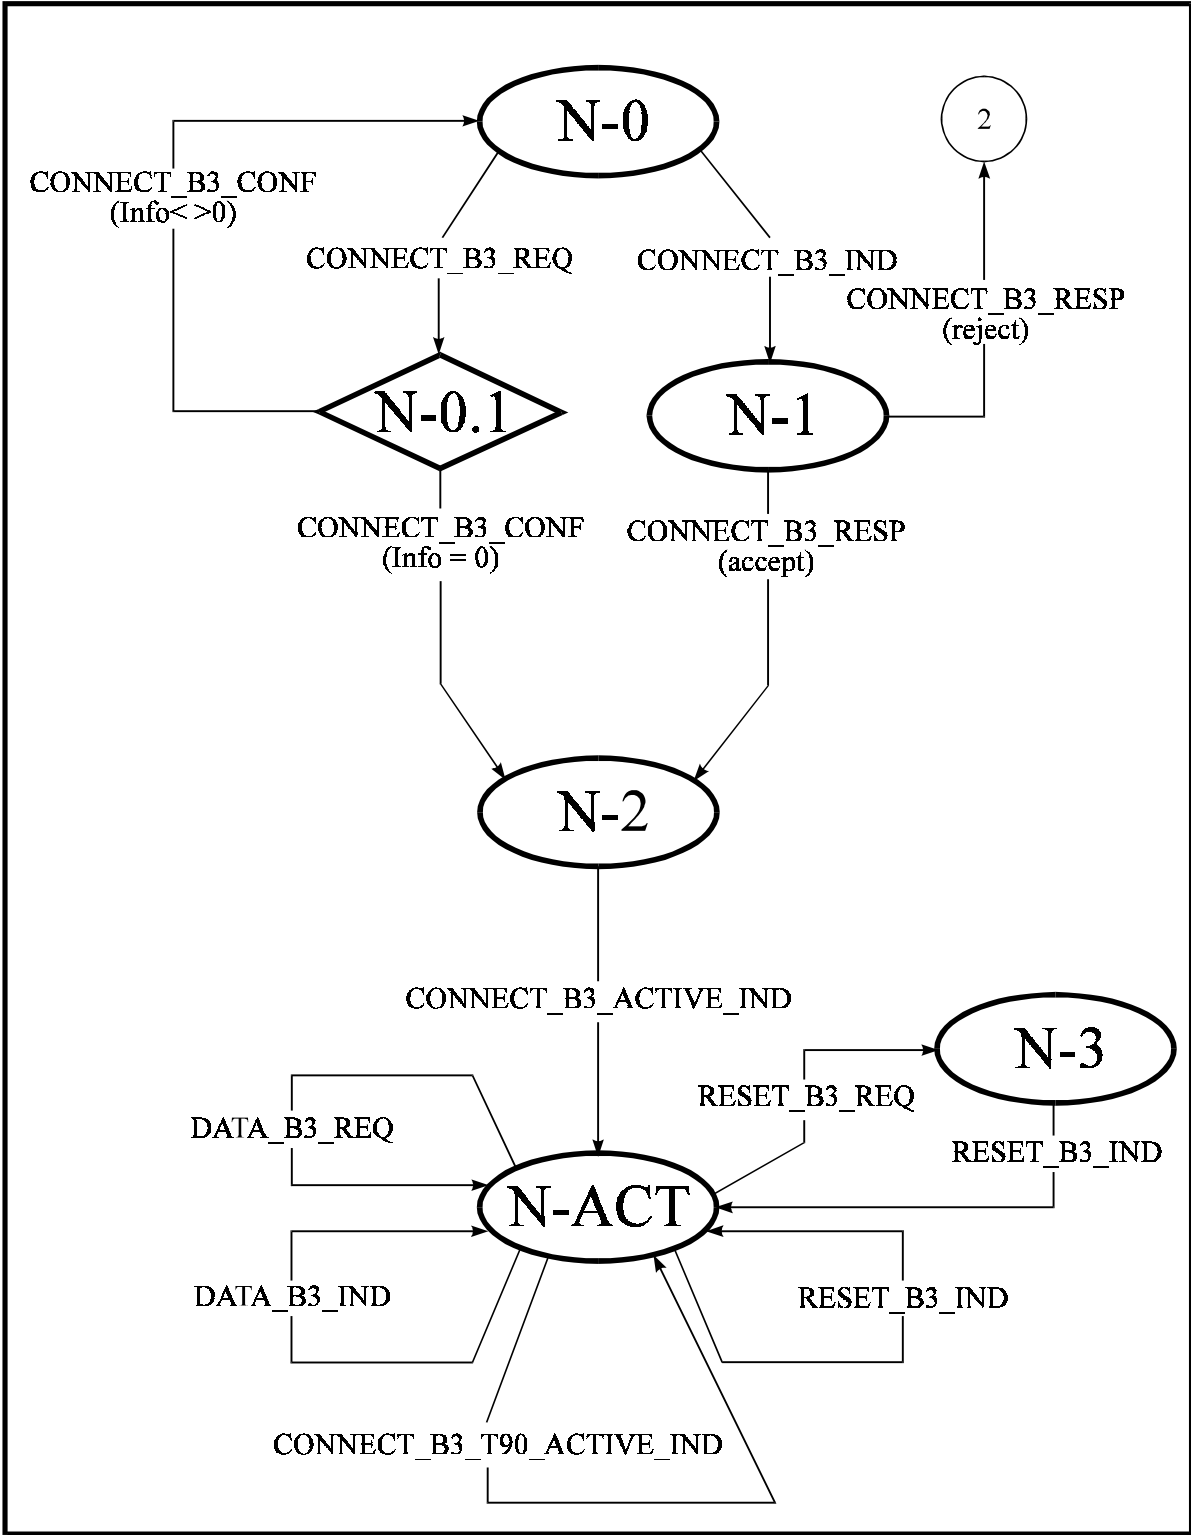 N-0
2
CONNECT_B3_CONF
(Info< >0)
CONNECT_B3_REQ
CONNECT_B3_IND
CONNECT_B3_RESP
(reject)
N-0.1
N-1
CONNECT_B3_CONF
(Info = 0)
CONNECT_B3_RESP
(accept)
N-2
CONNECT_B3_ACTIVE_IND
N-3
RESET_B3_REQ
DATA_B3_REQ
RESET_B3_IND
N-ACT
DATA_B3_IND
RESET_B3_IND
CONNECT_B3_T90_ACTIVE_IND